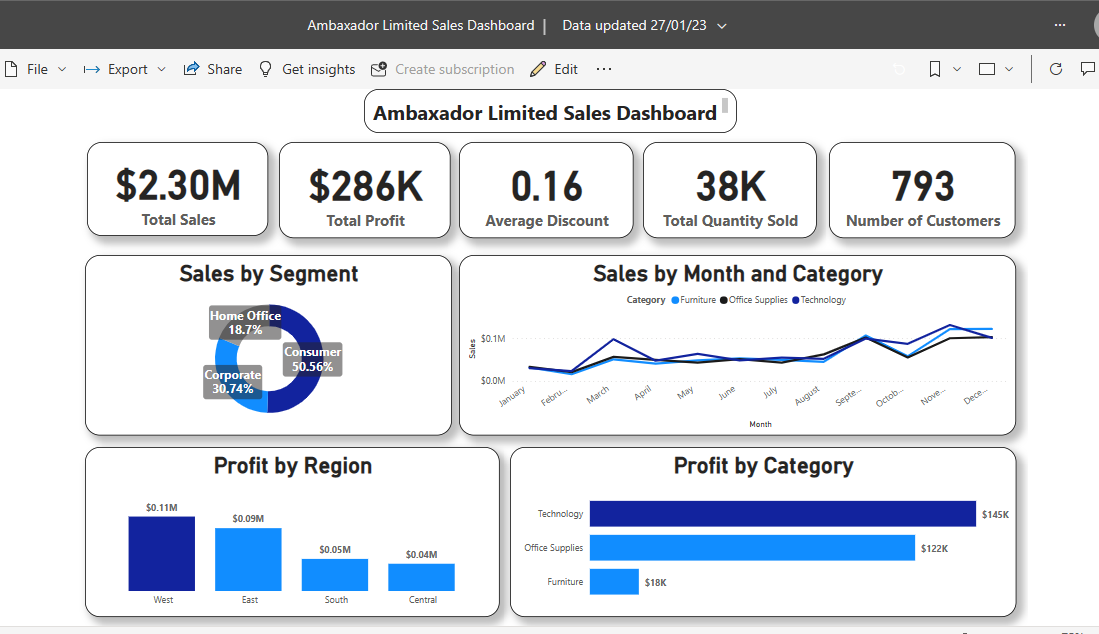 Ambaxador Limited Sales Dashboard | Data updated 27/01/23
File Export Share Get insights Create subscription Edit ...
Ambaxador Limited Sales Dashboard
$2.30M
Total Sales
$286K
Total Profit
0.16
Average Discount
38K
Total Quantity Sold
793
Number of Customers
Sales by Segment
Home Office
18.7%
Consumer
50.56%
Corporate
30.74%
Sales by Month and Category
Category Furniture Office Supplies Technology
Sales
$0.1M
$0.0M
January Febru... March April May June July August Septe... Octob... Nove... Dece...
Month
Profit by Region
$0.11M
$0.09M
$0.05M
$0.04M
West East South Central
Profit by Category
Technology $145K
Office Supplies $122K
Furniture $18K